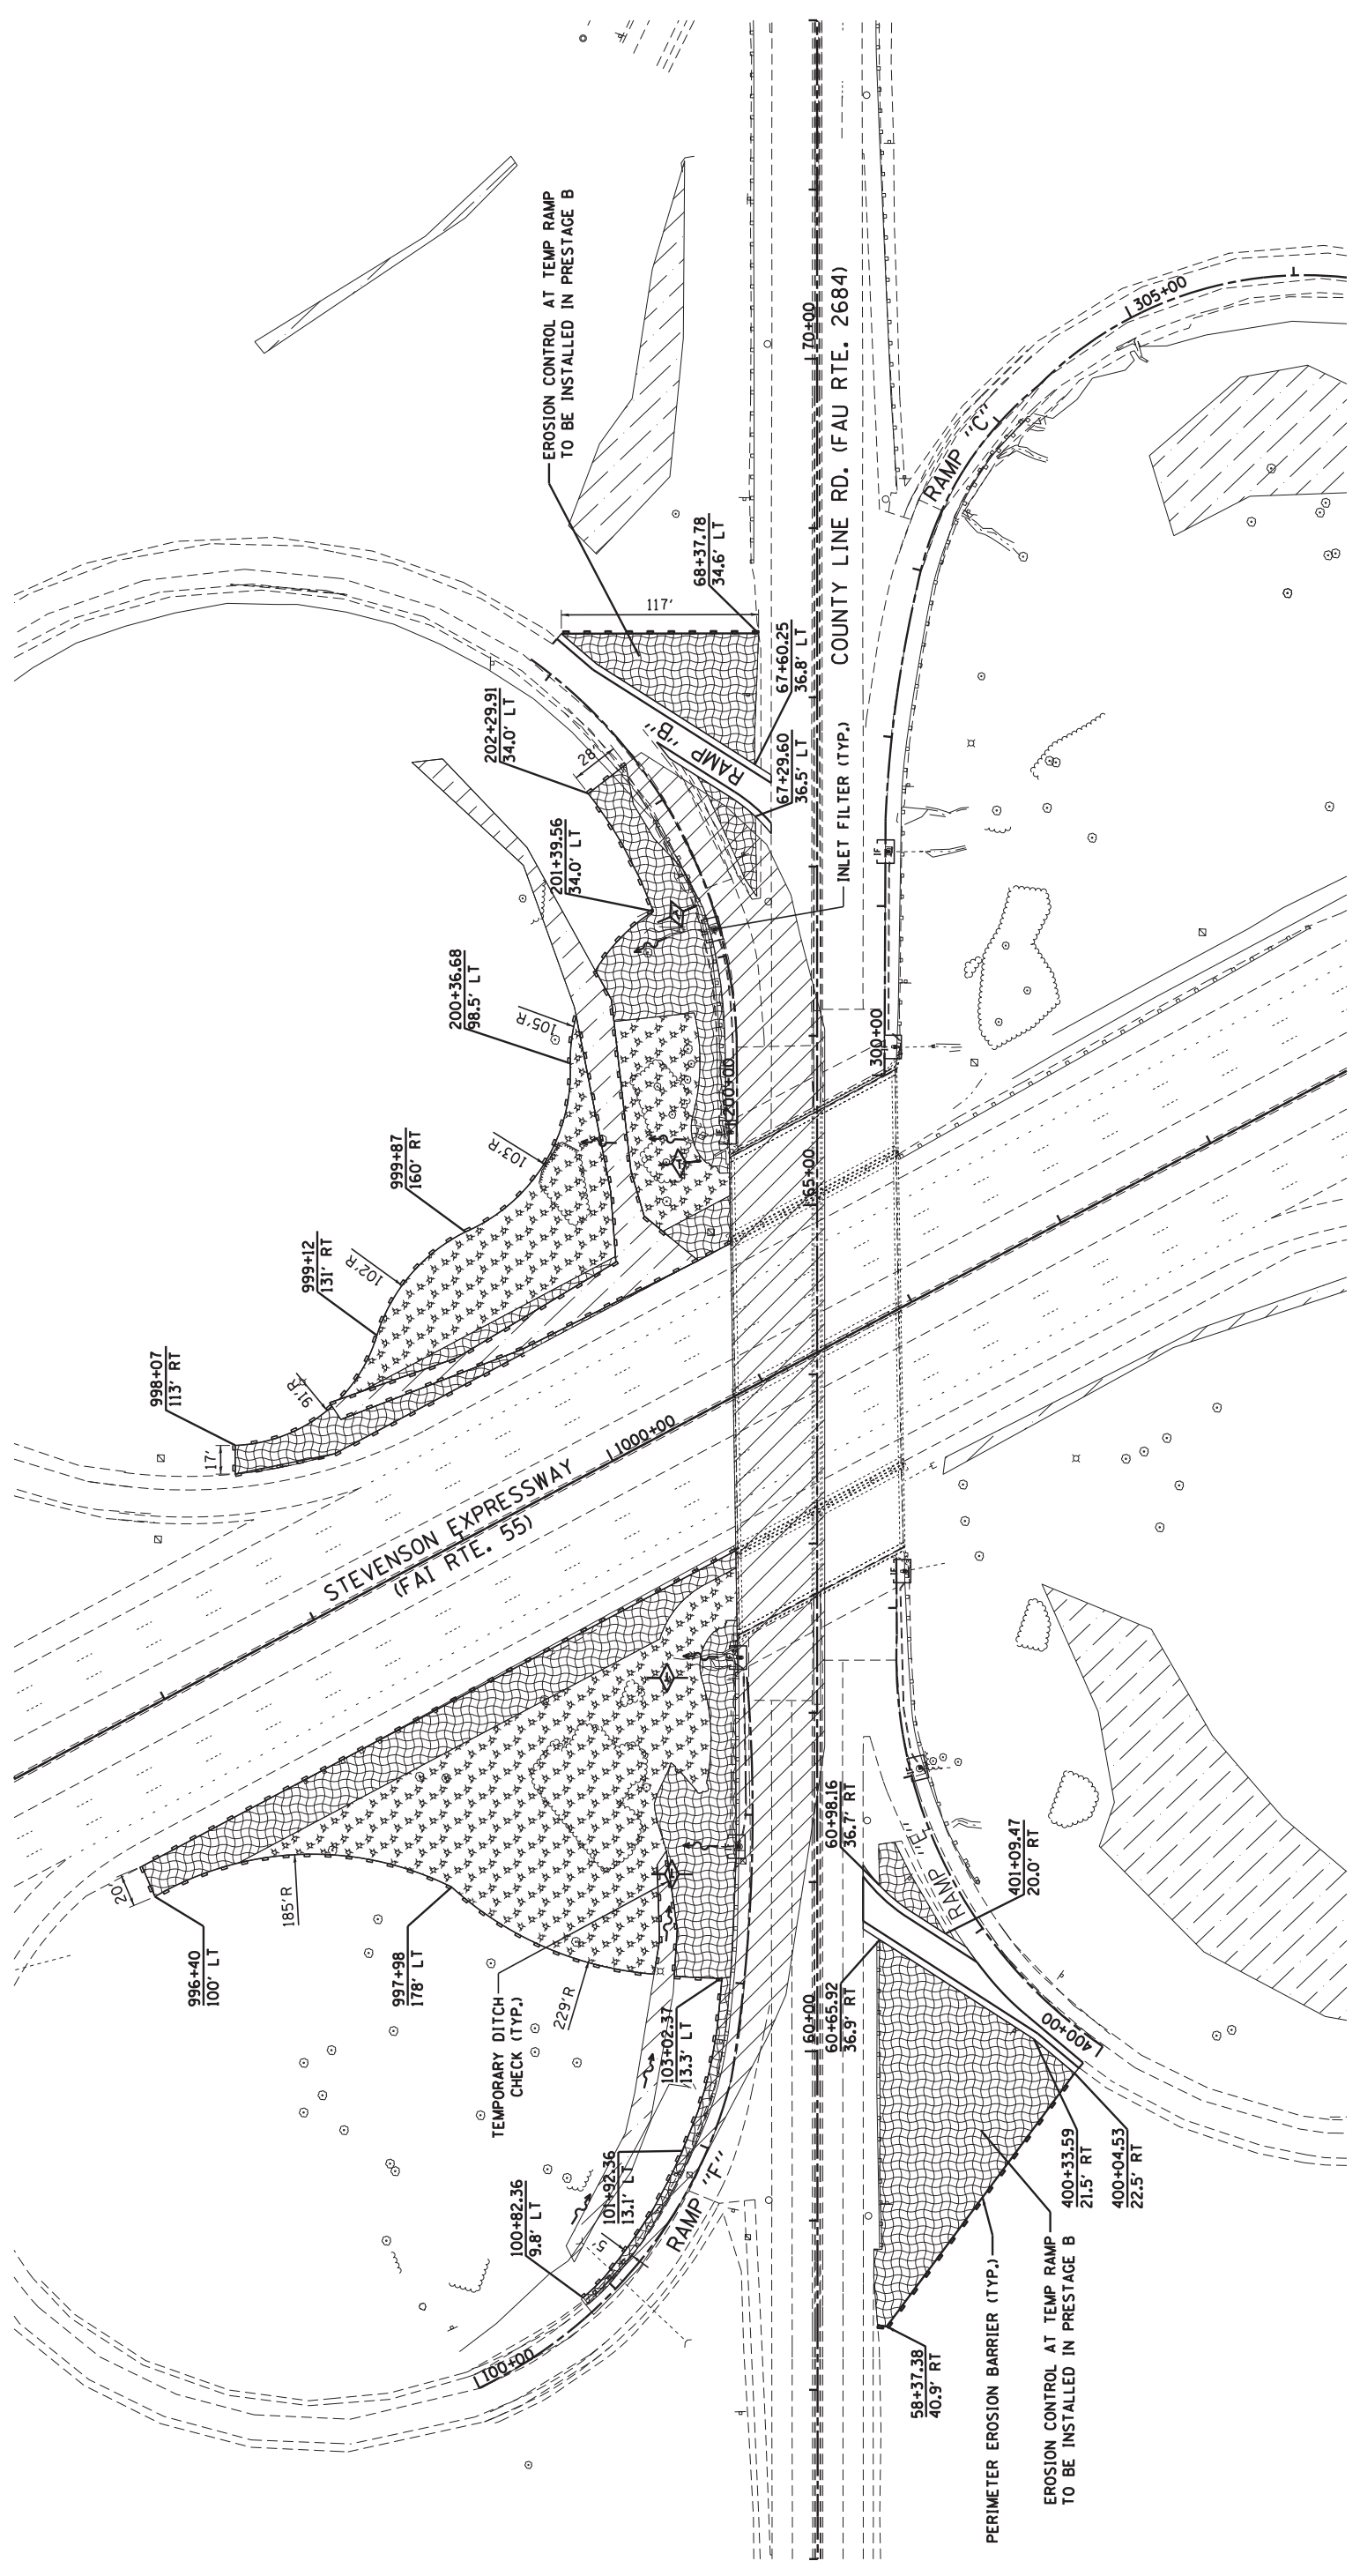 EROSION CONTROL AT TEMP RAMP
TO BE INSTALLED IN PRESTAGE B
305+00
70+00
COUNTY LINE RD. (FAU RTE. 2684)
RAMP "C"
68+37.78
34.6' LT
117'
67+60.25
36.8' LT
202+29.91
34.0' LT
28'
RAMP "B"
67+29.60
36.5' LT
INLET FILTER (TYP.)
201+39.56
34.0' LT
200+36.68
98.5' LT
105'R
300+00
IF
200+00
103'R
999+87
160' RT
65+00
999+12
131' RT
102'R
998+07
113' RT
91'R
17'
1000+00
STEVENSON EXPRESSWAY
(FAI RTE. 55)
IF
IF
60+98.16
36.7' RT
RAMP "E"
401+09.47
20.0' RT
20'
185'R
996+40
100' LT
997+98
178' LT
229'R
TEMPORARY DITCH
CHECK (TYP.)
103+02.37
13.3' LT
60+00
60+65.92
36.9' RT
400+00
400+33.59
21.5' RT
400+04.53
22.5' RT
100+82.36
9.8' LT
101+92.36
13.1' LT
5'
RAMP "F"
100+00
58+37.38
40.9' RT
PERIMETER EROSION BARRIER (TYP.)
EROSION CONTROL AT TEMP RAMP
TO BE INSTALLED IN PRESTAGE B